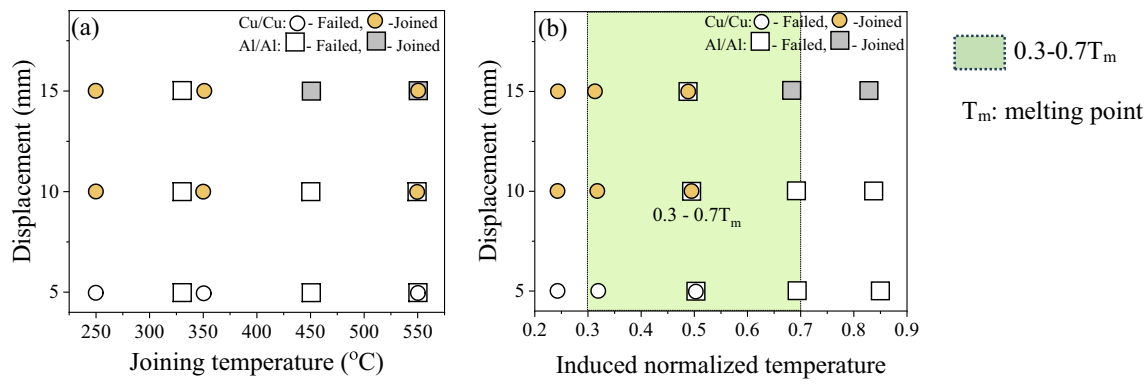 (a)
Cu/Cu: - Failed, -Joined
Al/Al: - Failed, - Joined
15
10
5
Displacement (mm)
250 300 350 400 450 500 550
Joining temperature (°C)
(b)
Cu/Cu: - Failed, -Joined
Al/Al: - Failed, - Joined
15
10
5
Displacement (mm)
0.3 - 0.7Tm
0.2 0.3 0.4 0.5 0.6 0.7 0.8 0.9
Induced normalized temperature
0.3-0.7Tm
Tm: melting point